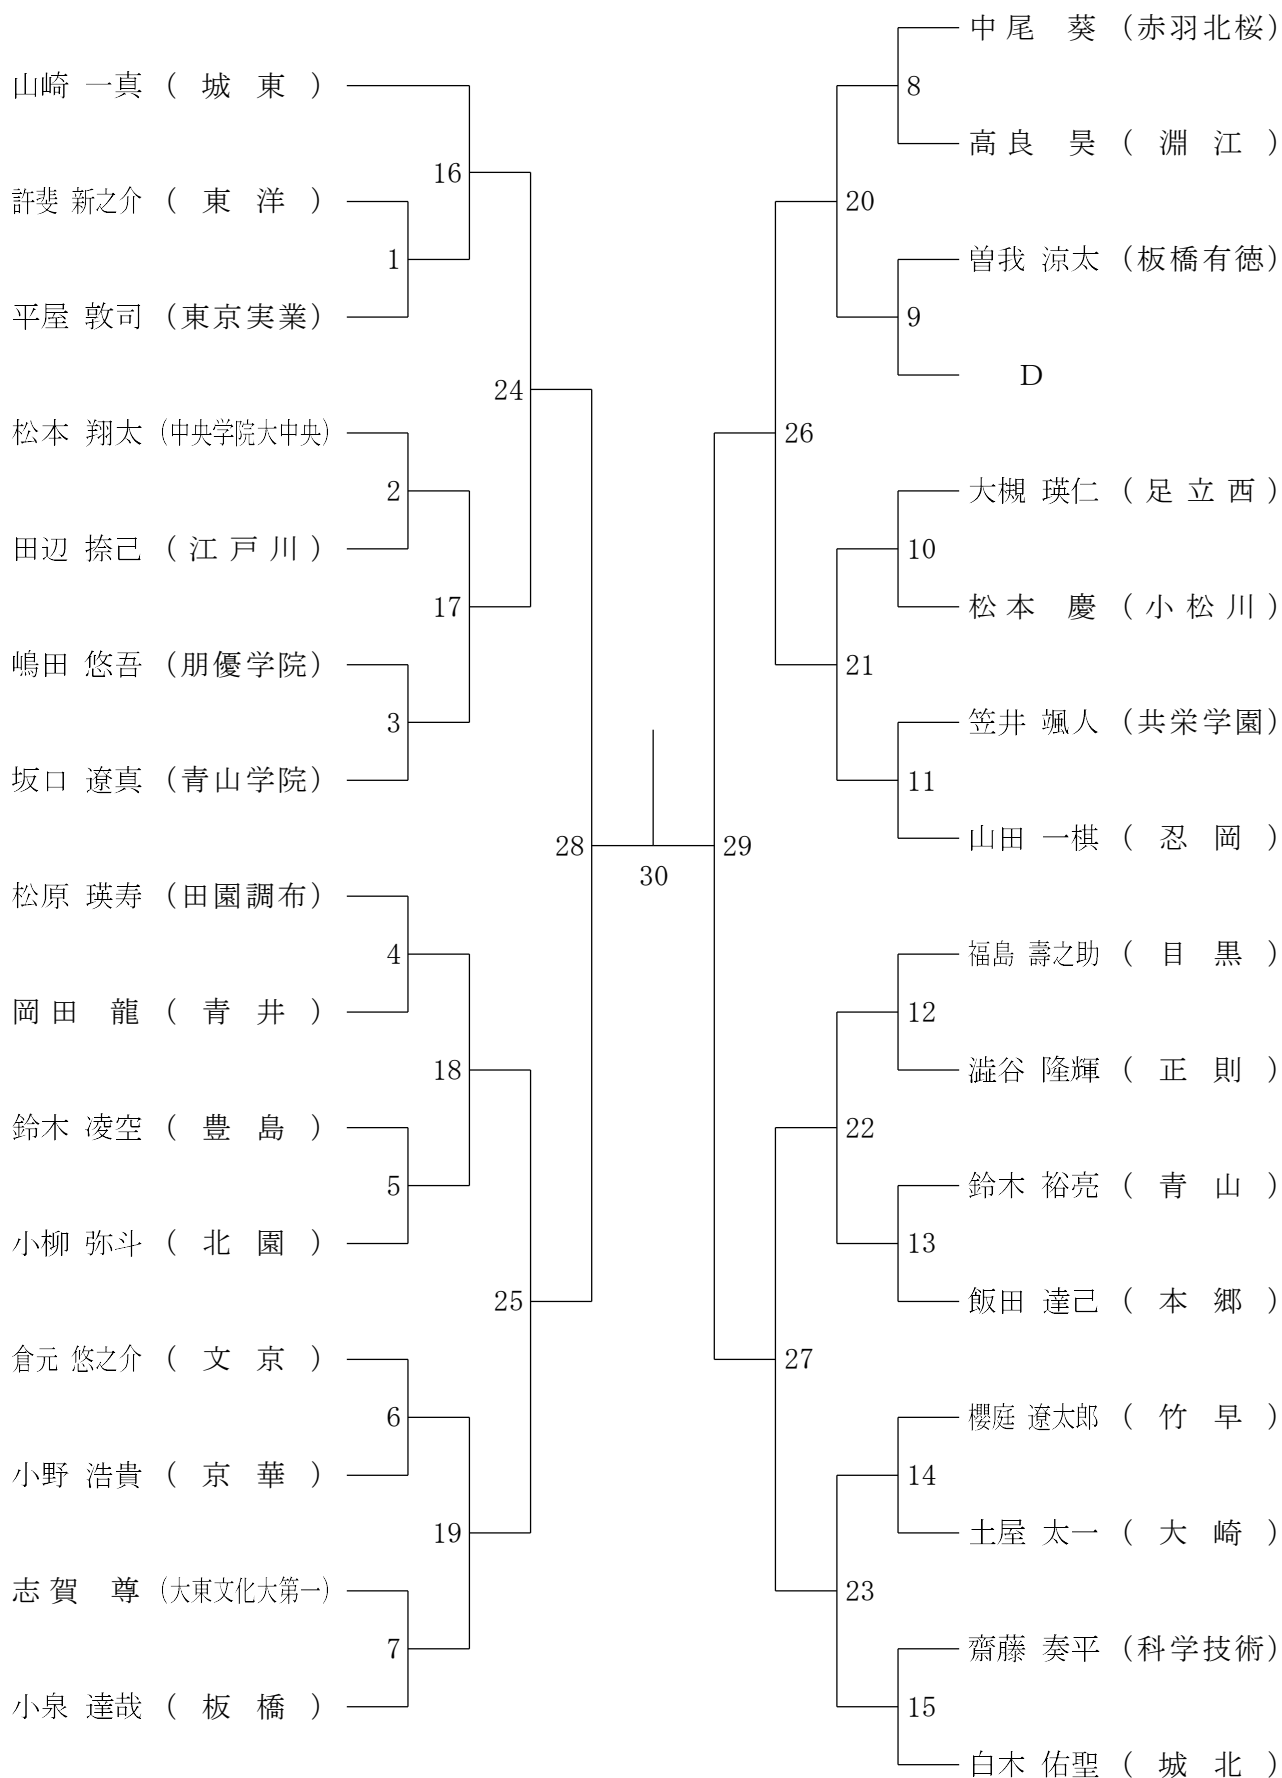 山崎 一真 ( 城 東 )
許斐 新之介 ( 東 洋 )
平屋 敦司 (東京実業)
松本 翔太 (中央学院大中央)
田辺 捺己 ( 江 戸 川 )
嶋田 悠吾 (朋優学院)
坂口 遼真 (青山学院)
松原 瑛寿 (田園調布)
岡田 龍 ( 青 井 )
鈴木 凌空 ( 豊 島 )
小柳 弥斗 ( 北 園 )
倉元 悠之介 ( 文 京 )
小野 浩貴 ( 京 華 )
志賀 尊 (大東文化大第一)
小泉 達哉 ( 板 橋 )
1
2
3
4
5
6
7
16
17
18
19
24
25
28
30
29
26
27
20
21
22
23
8
9
10
11
12
13
14
15
中尾 葵 (赤羽北桜)
高良 昊 ( 淵 江 )
曽我 涼太 (板橋有徳)
D
大槻 瑛仁 ( 足 立 西 )
松本 慶 ( 小 松 川 )
笠井 颯人 (共栄学園)
山田 一棋 ( 忍 岡 )
福島 壽之助 ( 目 黒 )
澁谷 隆輝 ( 正 則 )
鈴木 裕亮 ( 青 山 )
飯田 達己 ( 本 郷 )
櫻庭 遼太郎 ( 竹 早 )
土屋 太一 ( 大 崎 )
齋藤 奏平 (科学技術)
白木 佑聖 ( 城 北 )